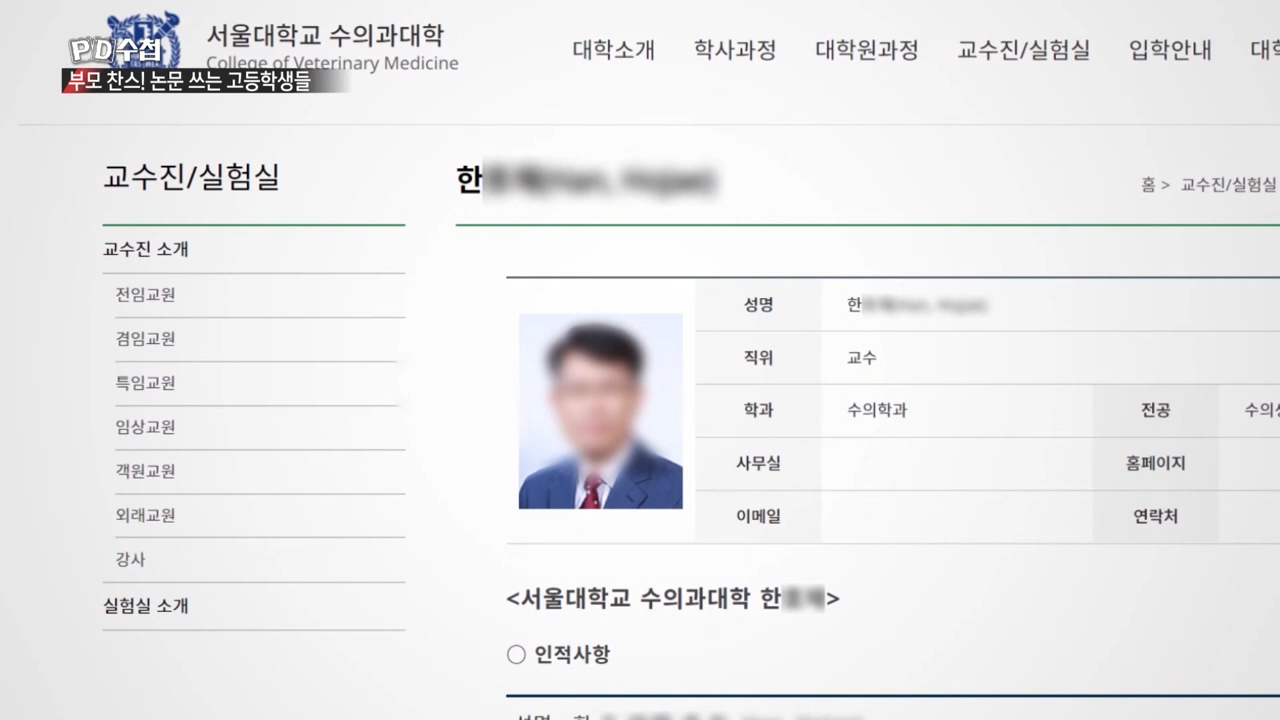 서울대학교 수의과대학
College of Veterinary Medicine
PD수첩
부모 찬스! 논문 쓰는 고등학생들
대학소개 학사과정 대학원과정 교수진/실험실 입학안내
교수진/실험실
한
홈 > 교수진/실험실
교수진 소개
전임교원
겸임교원
특임교원
임상교원
객원교원
외래교원
강사
실험실 소개
성명 한
직위 교수
학과 수의학과 전공
사무실 홈페이지
이메일 연락처
<서울대학교 수의과대학 한>
○ 인적사항